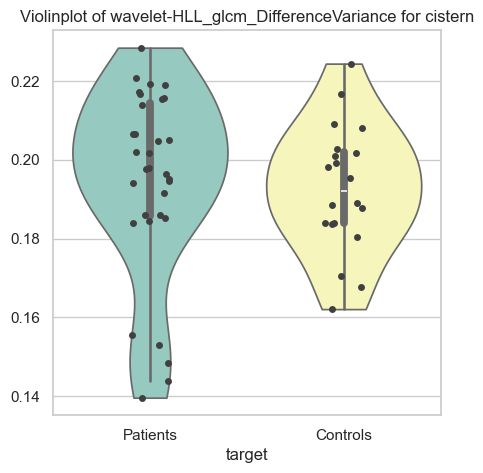 Violinplot of wavelet-HLL_glcm_DifferenceVariance for cistern
0.22
0.20
0.18
0.16
0.14
Patients Controls
target